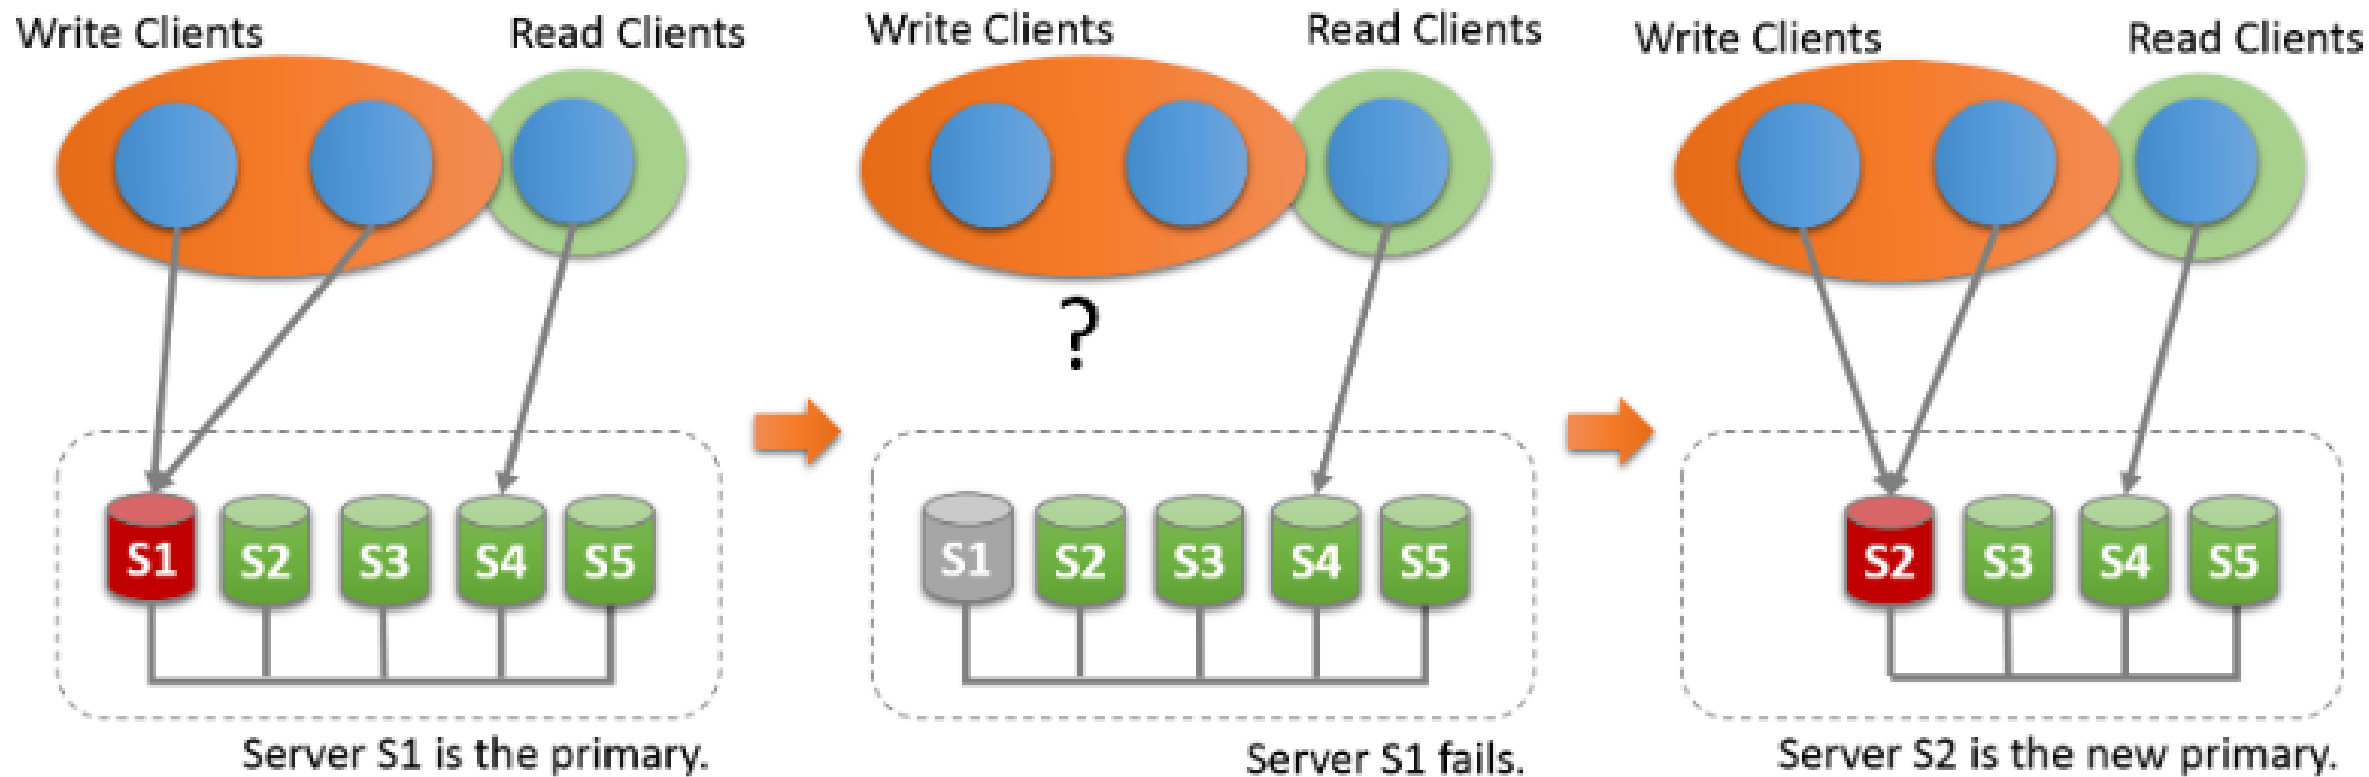 Write Clients
Read Clients
S1
S2
S3
S4
S5
Server S1 is the primary.
Write Clients
Read Clients
?
S1
S2
S3
S4
S5
Server S1 fails.
Write Clients
Read Clients
S2
S3
S4
S5
Server S2 is the new primary.